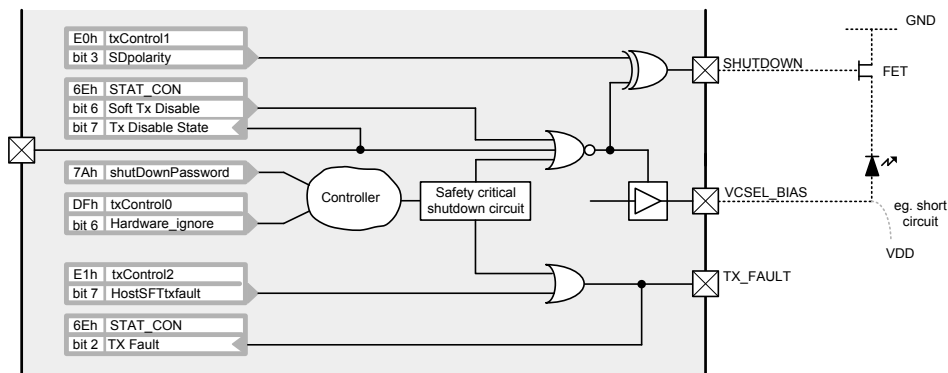 E0h txControl1
bit 3 SDpolarity
6Eh STAT_CON
bit 6 Soft Tx Disable
bit 7 Tx Disable State
7Ah shutDownPassword
DFh txControl0
bit 6 Hardware_ignore
E1h txControl2
bit 7 HostSFTtxfault
6Eh STAT_CON
bit 2 TX Fault
Controller
Safety critical
shutdown circuit
SHUTDOWN
VCSEL_BIAS
TX_FAULT
GND
FET
eg. short
circuit
VDD